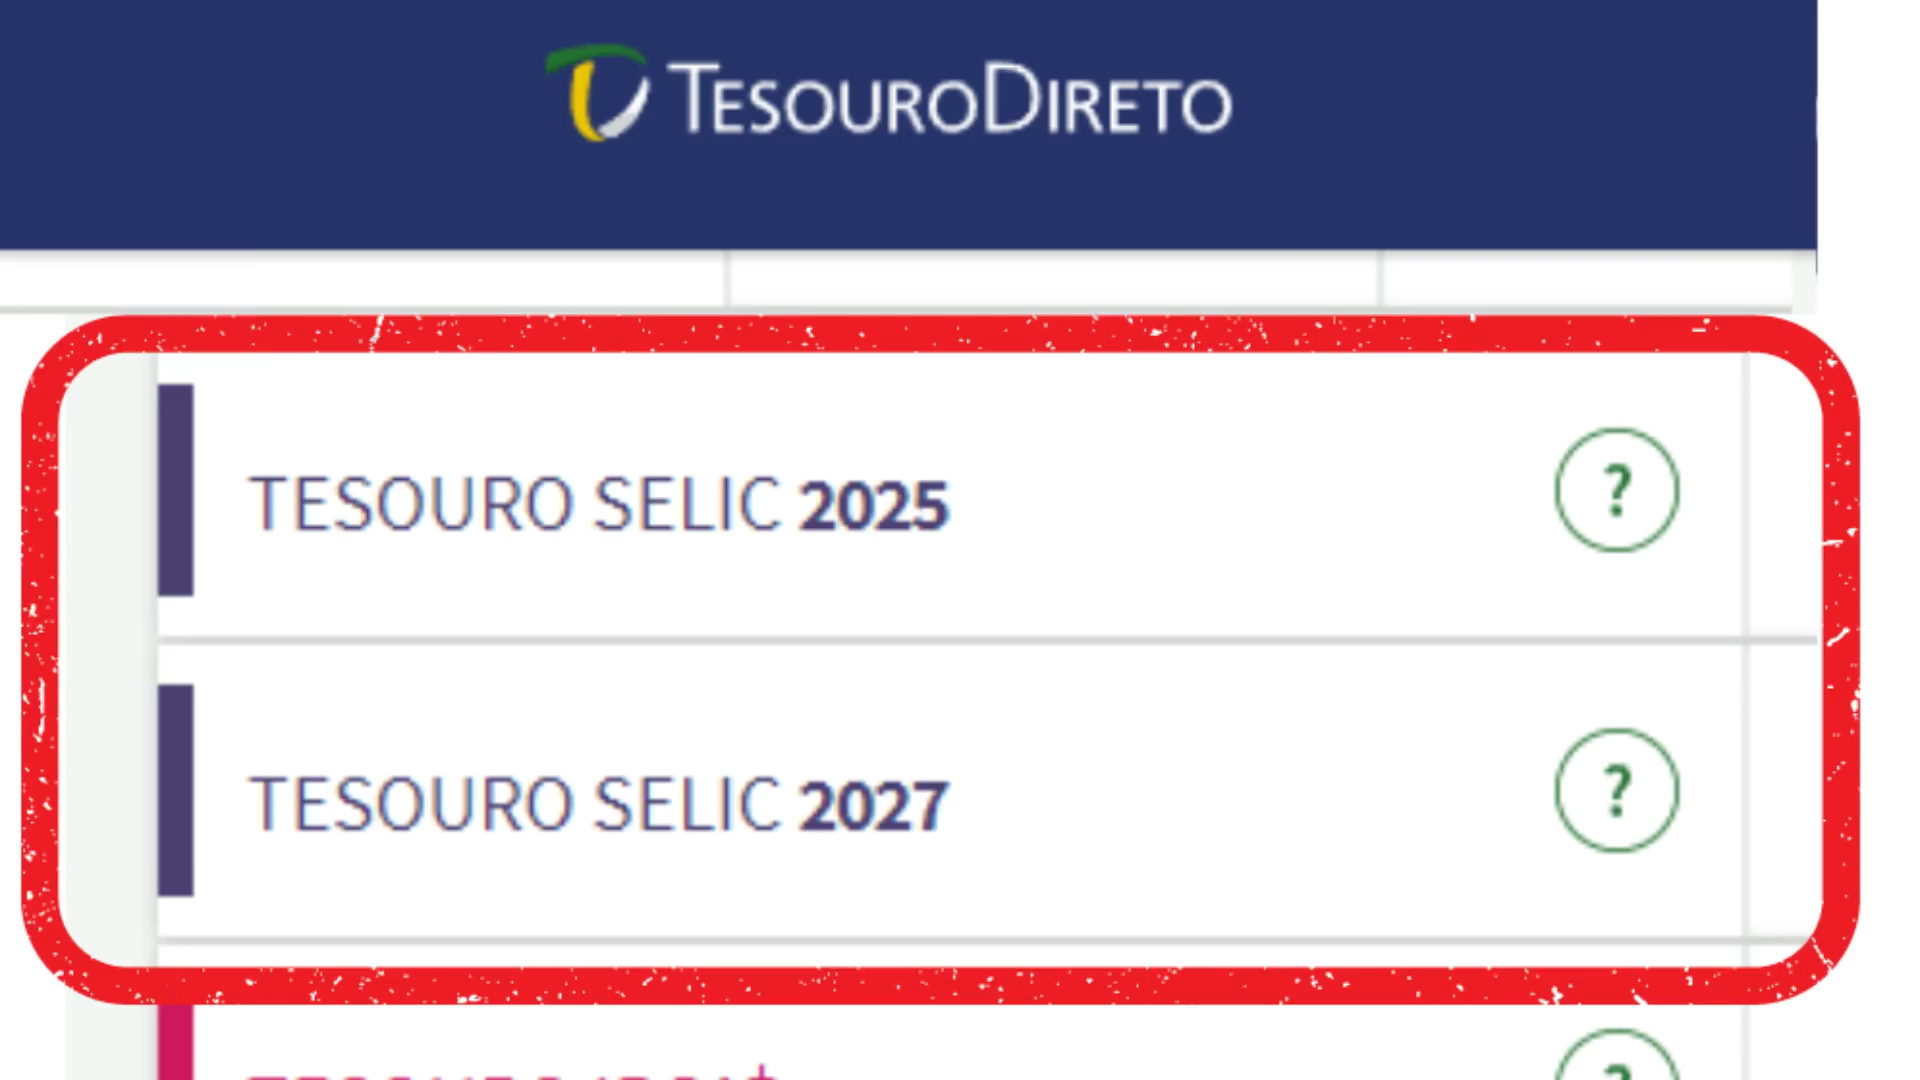 TESOURODIRETO
TESOURO SELIC 2025
?
TESOURO SELIC 2027
?